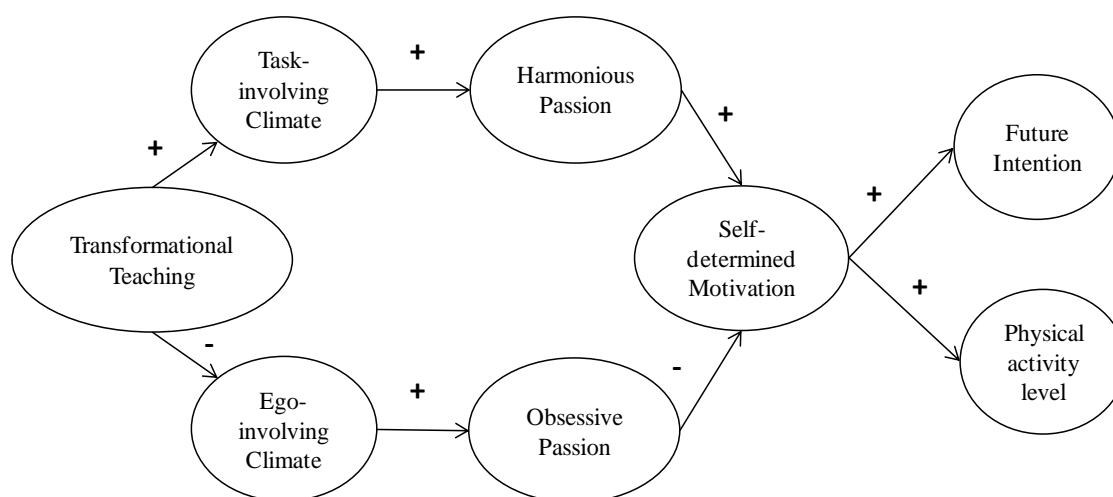 Task-
involving
Climate
+
Harmonious
Passion
+
+
Transformational
Teaching
Self-
determined
Motivation
+
Future
Intention
+
Physical
activity
level
-
Ego-
involving
Climate
+
Obsessive
Passion
-